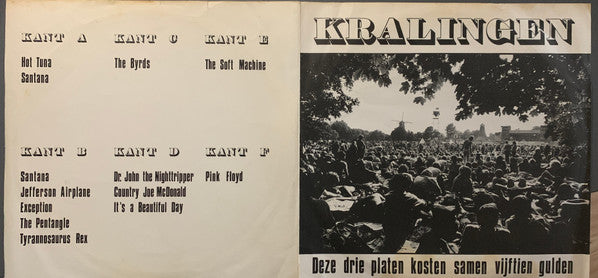 KANT A
Hot Tuna
Santana
KANT C
The Byrds
KANT E
The Soft Machine
KANT B
Santana
Jefferson Airplane
Exception
The Pentangle
Tyrannosaurus Rex
KANT D
Dr. John the Nighttripper
Country Joe McDonald
It's a Beautiful Day
KANT F
Pink Floyd
KRALINGEN
Deze drie platen kosten samen vijftien gulden